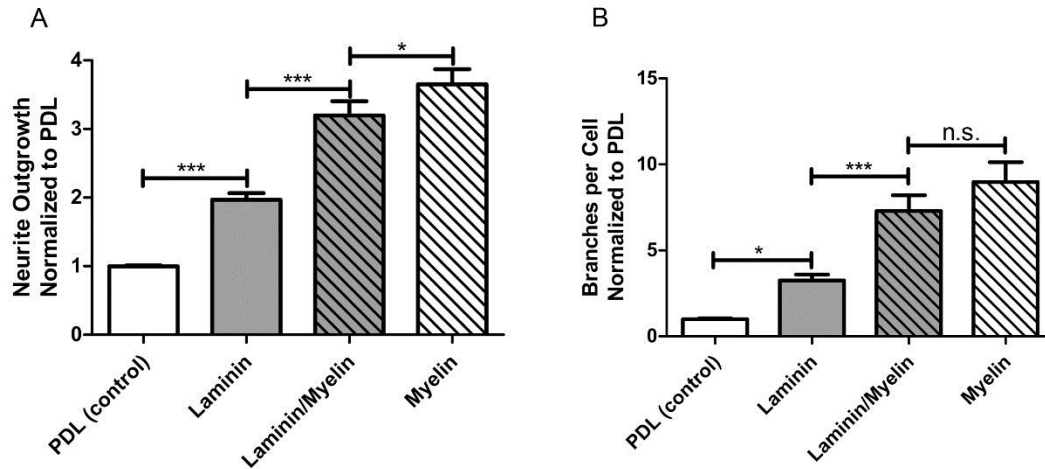 A
Neurite Outgrowth
Normalized to PDL
4
3
2
1
0
***
***
*
PDL (control)
Laminin
Laminin/Myelin
Myelin
B
Branches per Cell
Normalized to PDL
15
10
5
0
*
***
n.s.
PDL (control)
Laminin
Laminin/Myelin
Myelin